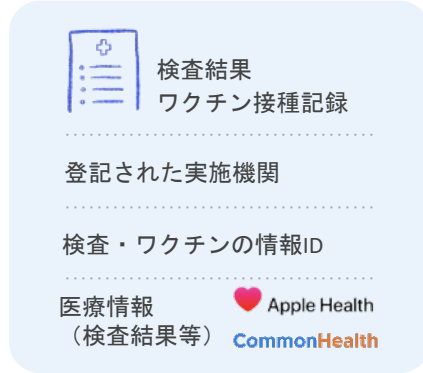 検査結果
ワクチン接種記録
登記された実施機関
検査・ワクチンの情報ID
医療情報
（検査結果等）
Apple Health
CommonHealth